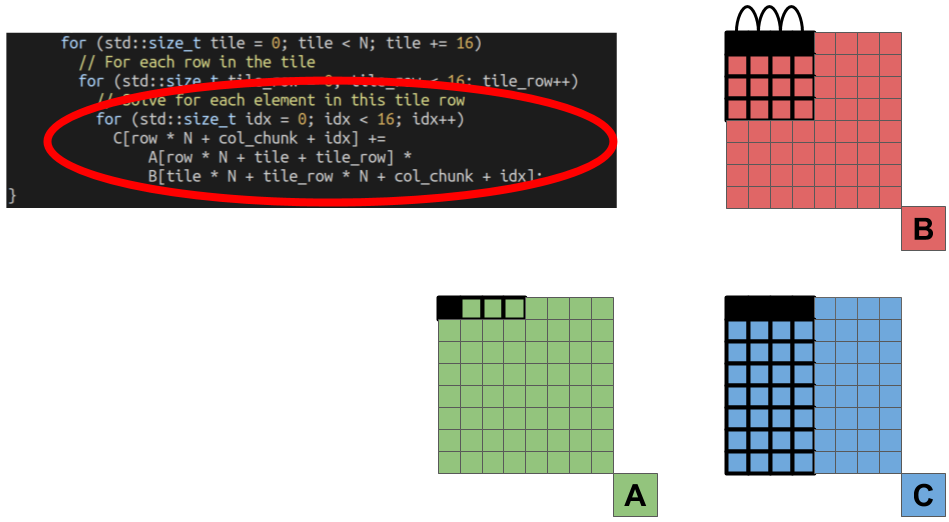 for (std::size_t tile = 0; tile < N; tile += 16)
// For each row in the tile
for (std::size_t tile_row = 0; tile_row < 16; tile_row++)
// Solve for each element in this tile row
for (std::size_t idx = 0; idx < 16; idx++)
C[row * N + col_chunk + idx] +=
A[row * N + tile + tile_row] *
B[tile * N + tile_row * N + col_chunk + idx];
}
B
A
C